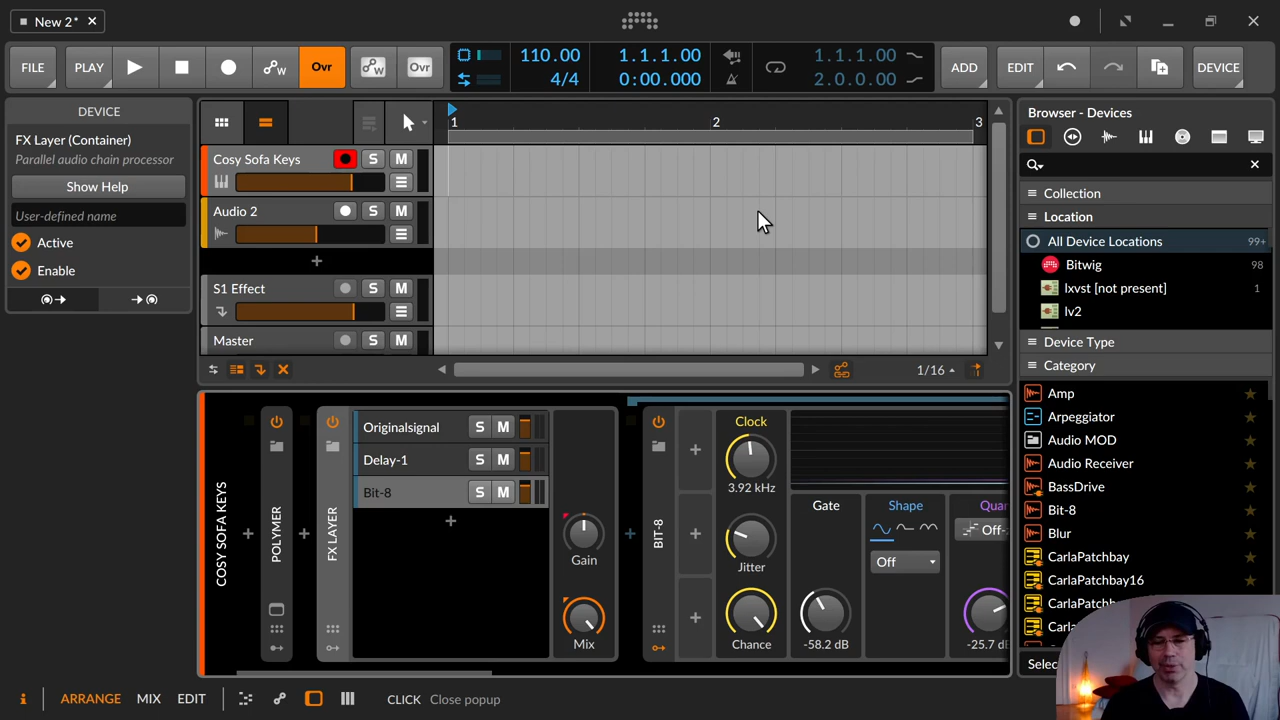 New 2*
FILE
PLAY
Ovr
Ovr
110.00
4/4
1.1.1.00
0:00.000
1.1.1.00
2.0.0.00
ADD
EDIT
DEVICE
DEVICE
FX Layer (Container)
Parallel audio chain processor
Show Help
User-defined name
Active
Enable
1
2
3
Cosy Sofa Keys
S
M
Audio 2
S
M
+
S1 Effect
S
M
Master
S
M
1/16
Browser - Devices
Collection
Location
All Device Locations 99+
Bitwig 98
lxvst [not present] 1
lv2
Device Type
Category
Amp
Arpeggiator
Audio MOD
Audio Receiver
BassDrive
Bit-8
Blur
CarlaPatchbay
CarlaPatchbay16
COSY SOFA KEYS
POLYMER
FX LAYER
Originalsignal S M
Delay-1 S M
Bit-8 S M
+
Gain
Mix
BIT-8
Clock
3.92 kHz
Jitter
Chance
Gate
-58.2 dB
Shape
Off
Off-
-25.7 dB
ARRANGE
MIX
EDIT
CLICK Close popup